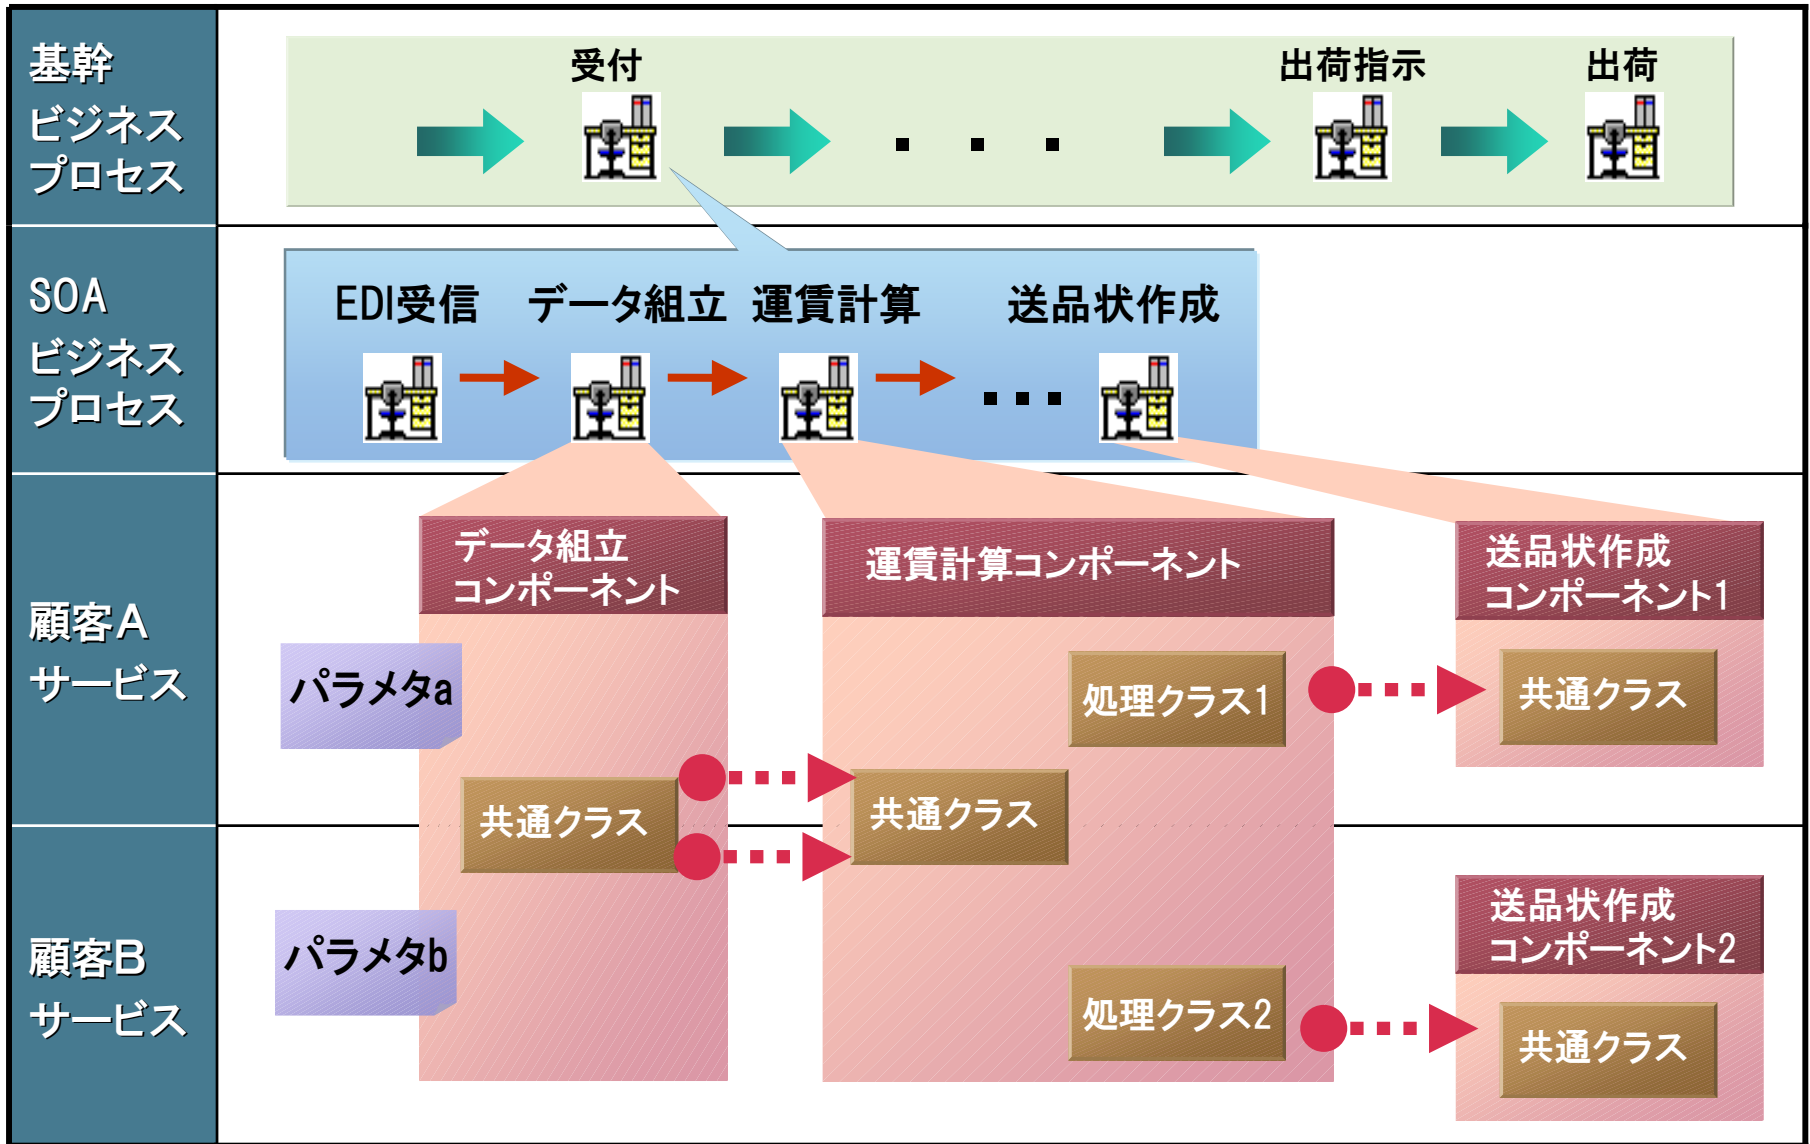 基幹
ビジネス
プロセス
受付
出荷指示
出荷
SOA
ビジネス
プロセス
EDI受信
データ組立
運賃計算
送品状作成
顧客A
サービス
データ組立
コンポーネント
運賃計算コンポーネント
送品状作成
コンポーネント1
パラメタa
処理クラス1
共通クラス
共通クラス
共通クラス
顧客B
サービス
パラメタb
処理クラス2
送品状作成
コンポーネント2
共通クラス